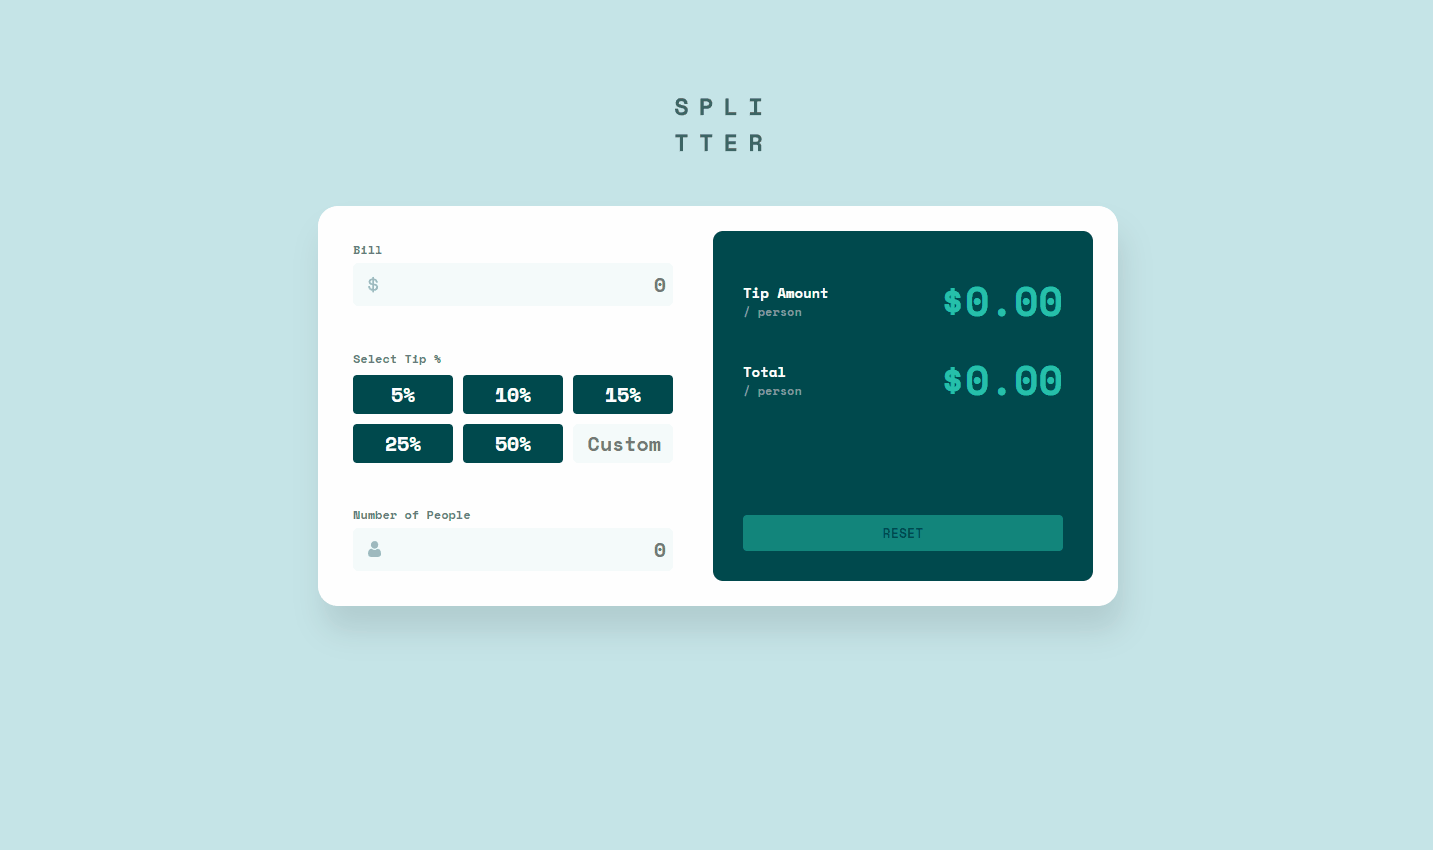 SPLI
TTER
Bill
$ 0
Select Tip %
5% 10% 15%
25% 50% Custom
Number of People
0
Tip Amount
/ person
$0.00
Total
/ person
$0.00
RESET